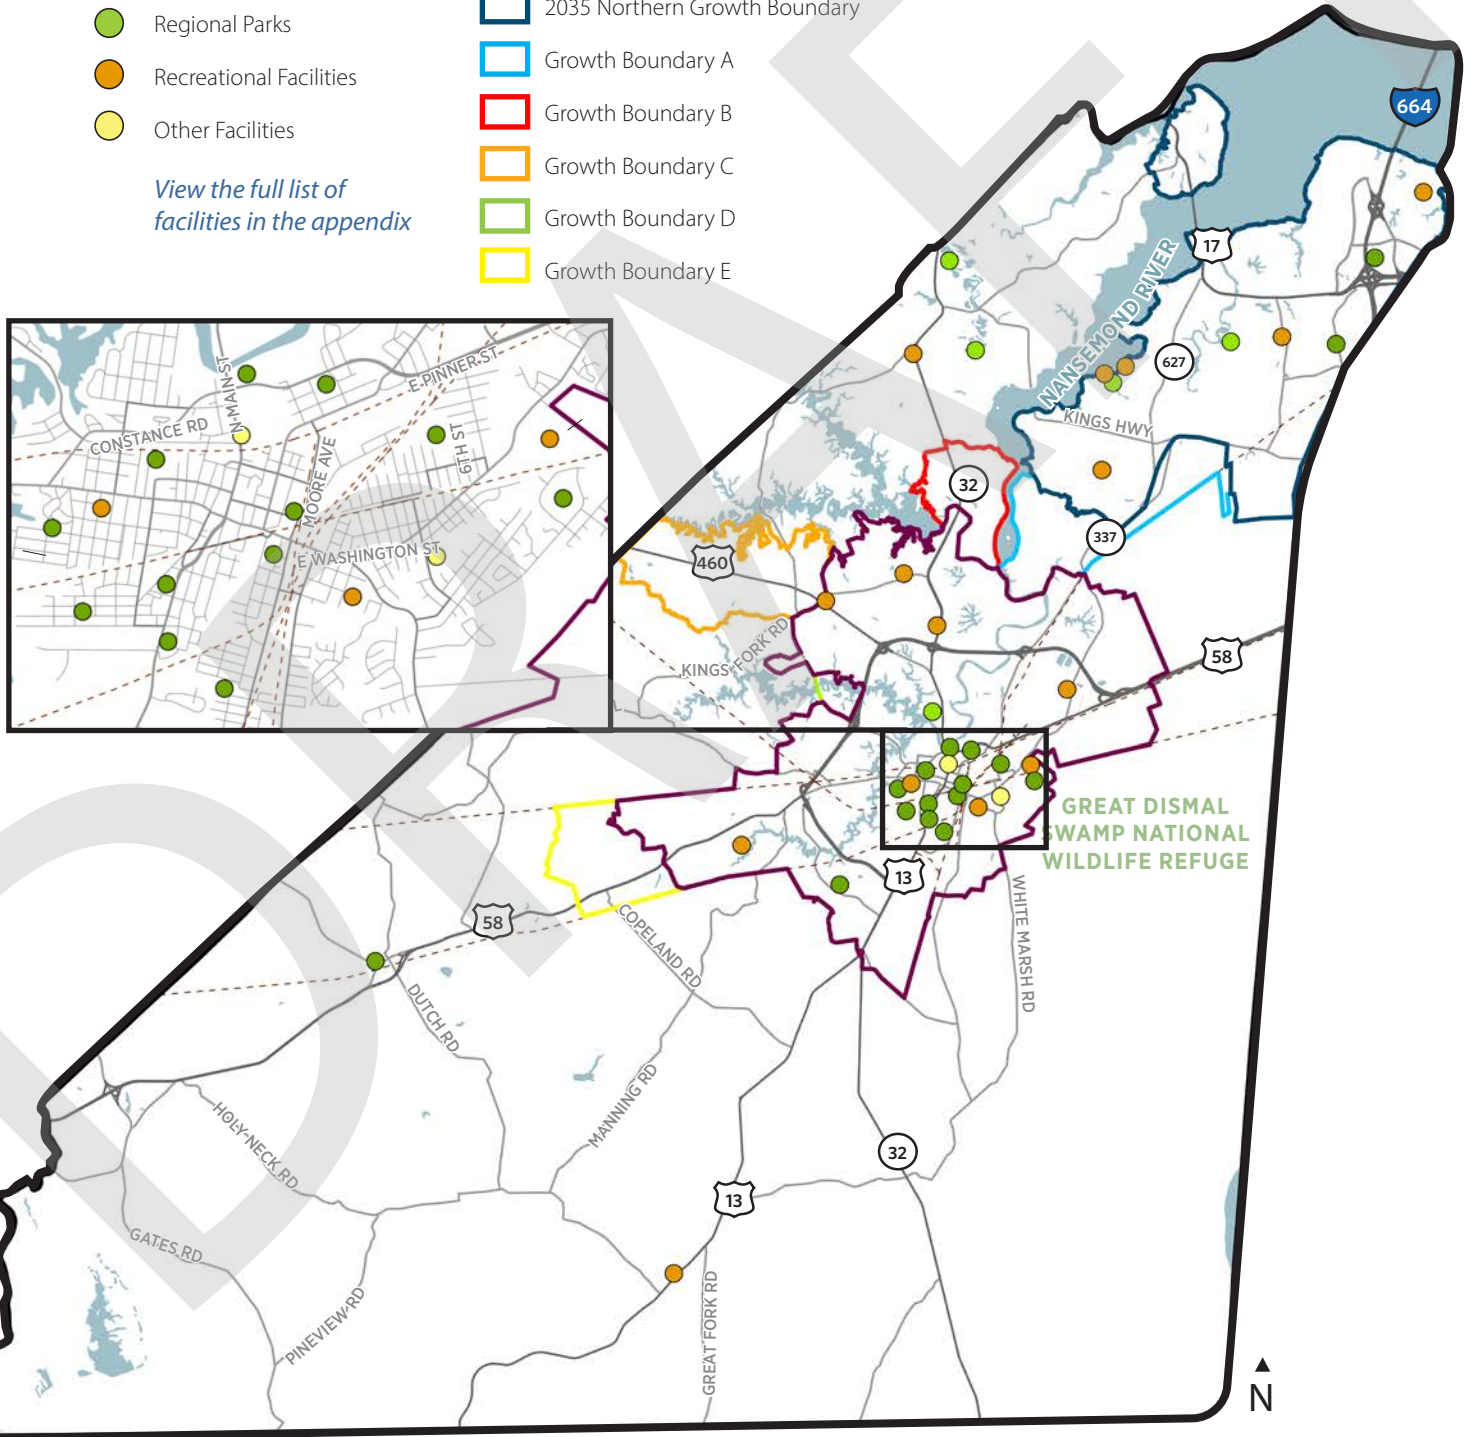 2035 Northern Growth Boundary
Regional Parks
Growth Boundary A
Recreational Facilities
Growth Boundary B
Other Facilities
Growth Boundary C
View the full list of
facilities in the appendix
Growth Boundary D
Growth Boundary E
664
17
NANSEMOND RIVER
627
KINGS HWY
32
337
460
KINGS FORK RD
58
N MAIN ST
E PINNER ST
CONSTANCE RD
MOORE AVE
6TH ST
E WASHINGTON ST
GREAT DISMAL
SWAMP NATIONAL
WILDLIFE REFUGE
13
58
COPELAND RD
WHITE MARSH RD
DUTCH RD
MANNING RD
HOLY NECK RD
32
13
GATES RD
PINEVIEW RD
GREAT FORK RD
N
DRAFT